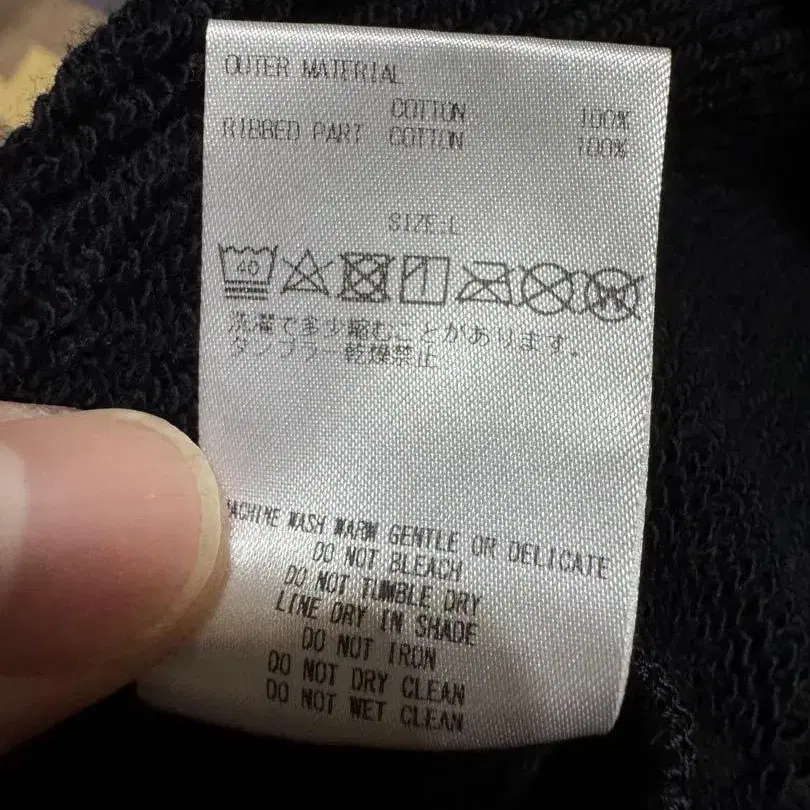 OUTER MATERIAL
COTTON 100%
RIBBED PART COTTON 100%
SIZE:L
40
洗濯で多少縮むことがあります。
タンブラー乾燥禁止
MACHINE WASH WARM GENTLE OR DELICATE
DO NOT BLEACH
DO NOT TUMBLE DRY
LINE DRY IN SHADE
DO NOT IRON
DO NOT DRY CLEAN
DO NOT WET CLEAN